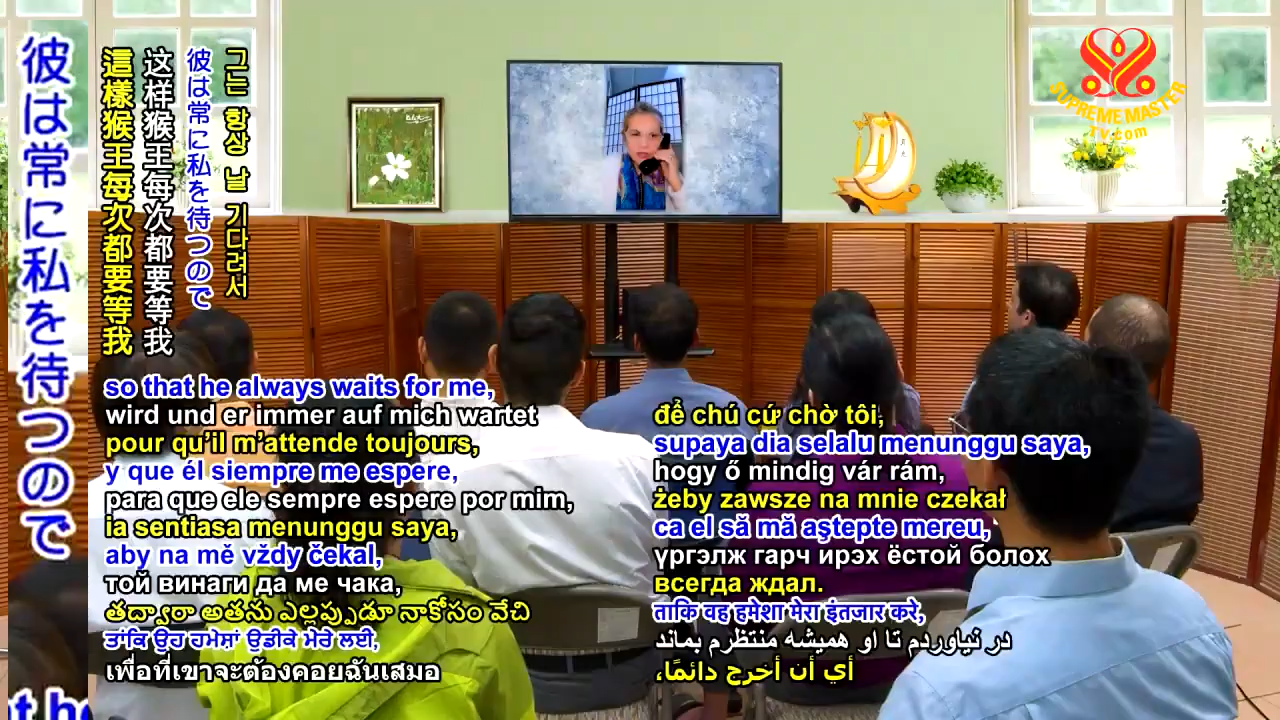 彼は常に私を待つので
這樣猴王每次都要等我
这样猴王每次都要等我
彼は常に私を待つので
그는 항상 날 기다려서
SUPREME MASTER
TV.com
so that he always waits for me,
wird und er immer auf mich wartet
pour qu’il m’attende toujours,
y que él siempre me espere,
para que ele sempre espere por mim,
ia sentiasa menunggu saya,
aby na mě vždy čekal,
той винаги да ме чака,
తద్వారా అతను ఎల్లప్పుడూ నాకోసం వేచి
ਤਾਂਕਿ ਉਹ ਹਮੇਸ਼ਾਂ ਉਡੀਕੇ ਮੇਰੇ ਲਈ,
เพื่อที่เขาจะต้องคอยฉันเสมอ
để chú cứ chờ tôi,
supaya dia selalu menunggu saya,
hogy ő mindig vár rám,
żeby zawsze na mnie czekał
ca el să mă aştepte mereu,
үргэлж гарч ирэх ёстой болох
всегда ждал.
ताकि वह हमेशा मेरा इंतजार करे,
در نیاوردم تا او همیشه منتظرم بماند
أي أن أخرج دائمًا،